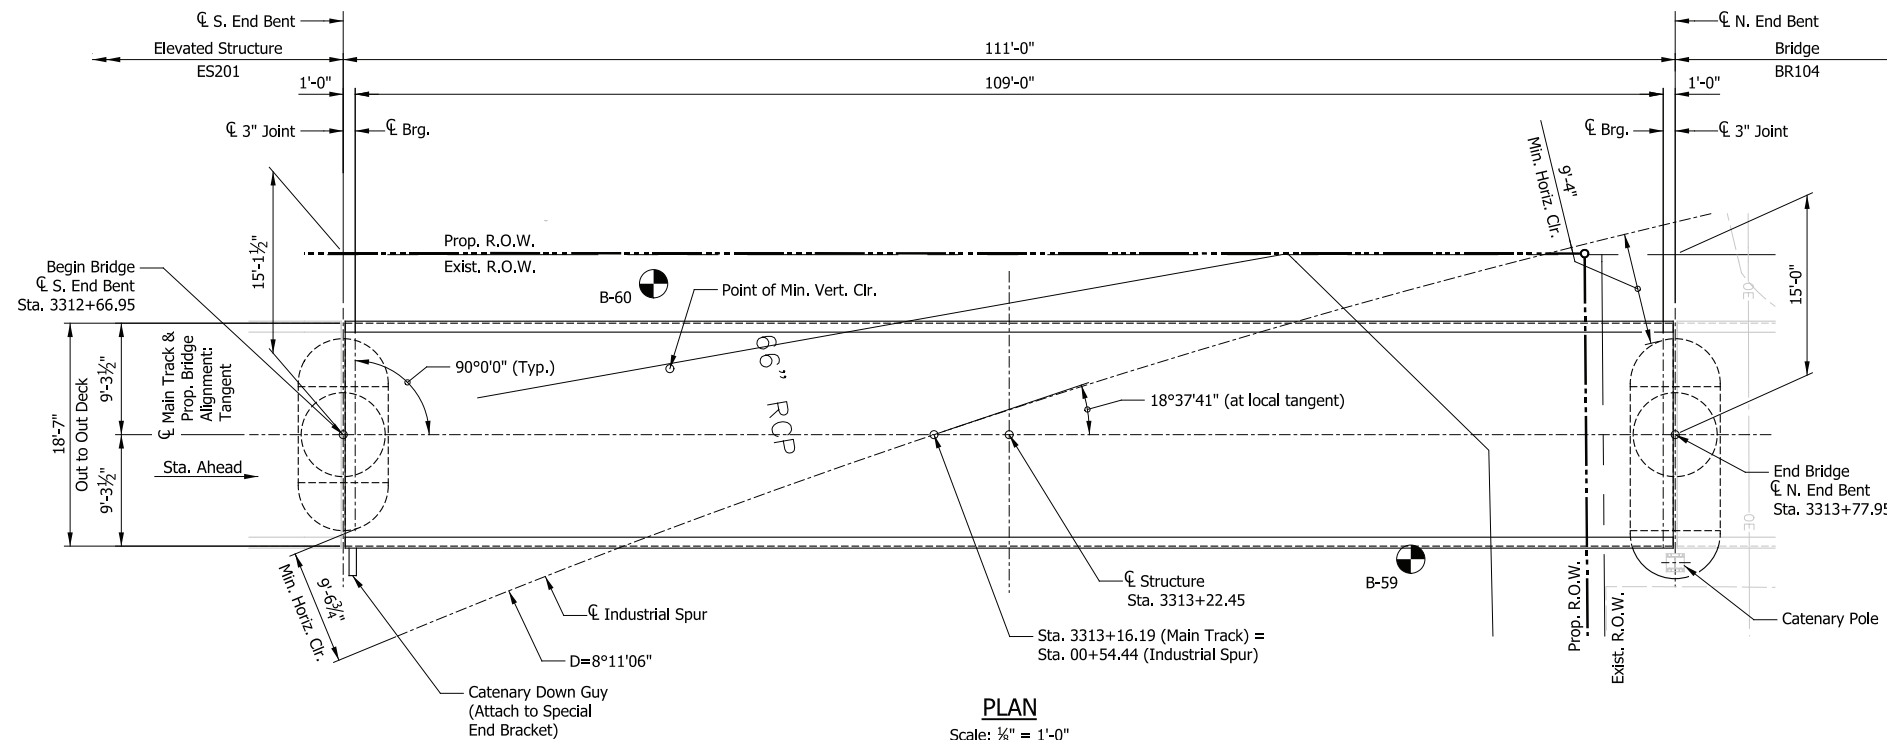 ℄ S. End Bent
℄ N. End Bent
Elevated Structure
ES201
111'-0"
Bridge
BR104
1'-0"
109'-0"
1'-0"
℄ 3" Joint
℄ Brg.
℄ Brg.
℄ 3" Joint
9'-4"
Min. Horiz. Clr.
15'-1½"
Prop. R.O.W.
Exist. R.O.W.
Begin Bridge
℄ S. End Bent
Sta. 3312+66.95
B-60
Point of Min. Vert. Clr.
15'-0"
OE
66" RCP
90°0'0" (Typ.)
18°37'41" (at local tangent)
18'-7"
Out to Out Deck
9'-3½"
9'-3½"
℄ Main Track &
Prop. Bridge
Alignment:
Tangent
Sta. Ahead
End Bridge
℄ N. End Bent
Sta. 3313+77.95
OE
9'-6¾"
Min. Horiz. Clr.
℄ Industrial Spur
D=8°11'06"
℄ Structure
Sta. 3313+22.45
B-59
Sta. 3313+16.19 (Main Track) =
Sta. 00+54.44 (Industrial Spur)
Prop. R.O.W.
Exist. R.O.W.
Catenary Pole
Catenary Down Guy
(Attach to Special
End Bracket)
PLAN
Scale: ⅛" = 1'-0"